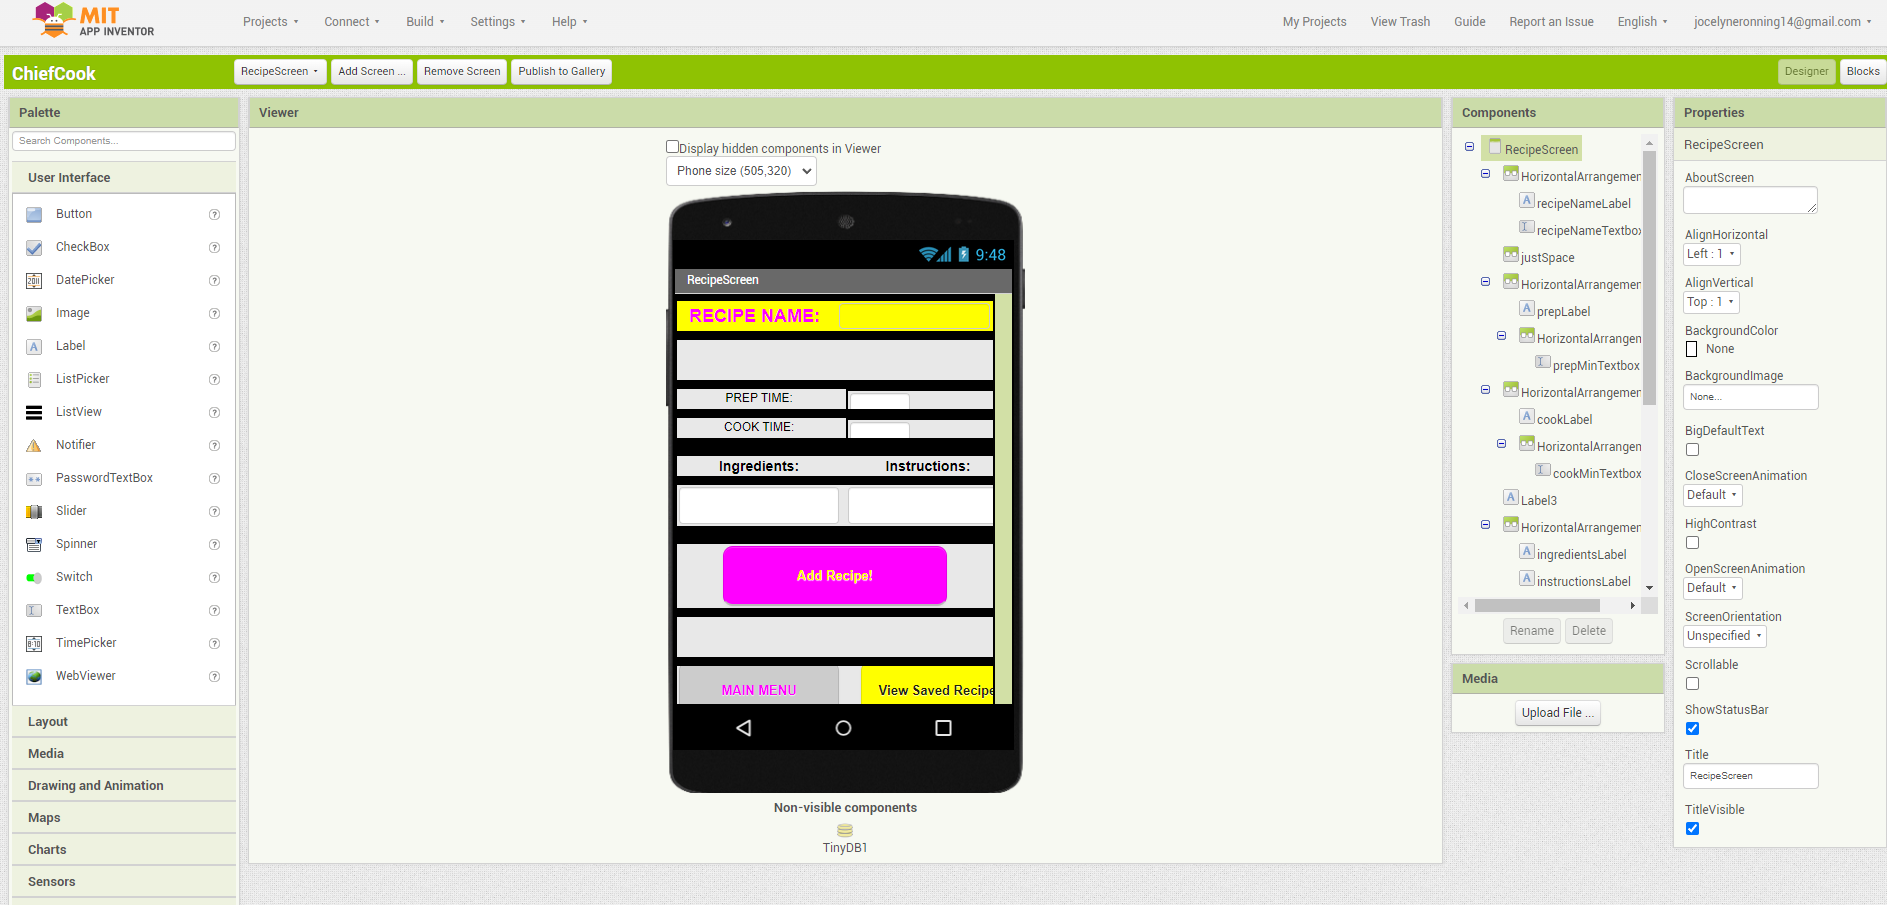 MIT
APP INVENTOR
Projects
Connect
Build
Settings
Help
My Projects
View Trash
Guide
Report an Issue
English
jocelyneronning14@gmail.com
ChiefCook
RecipeScreen
Add Screen ...
Remove Screen
Publish to Gallery
Designer
Blocks
Palette
Search Components...
User Interface
Button
?
CheckBox
?
DatePicker
?
Image
?
Label
?
ListPicker
?
ListView
?
Notifier
?
PasswordTextBox
?
Slider
?
Spinner
?
Switch
?
TextBox
?
TimePicker
?
WebViewer
?
Layout
Media
Drawing and Animation
Maps
Charts
Sensors
Viewer
Display hidden components in Viewer
Phone size (505,320)
9:48
RecipeScreen
RECIPE NAME:
PREP TIME:
COOK TIME:
Ingredients:
Instructions:
Add Recipe!
MAIN MENU
View Saved Recipe
Non-visible components
TinyDB1
Components
RecipeScreen
HorizontalArrangemen
recipeNameLabel
recipeNameTextbox
justSpace
HorizontalArrangemen
prepLabel
HorizontalArrangen
prepMinTextbox
HorizontalArrangemen
cookLabel
HorizontalArrangen
cookMinTextbox
Label3
HorizontalArrangemen
ingredientsLabel
instructionsLabel
Rename
Delete
Media
Upload File ...
Properties
RecipeScreen
AboutScreen
AlignHorizontal
Left : 1
AlignVertical
Top : 1
BackgroundColor
None
BackgroundImage
None...
BigDefaultText
CloseScreenAnimation
Default
HighContrast
OpenScreenAnimation
Default
ScreenOrientation
Unspecified
Scrollable
ShowStatusBar
Title
RecipeScreen
TitleVisible